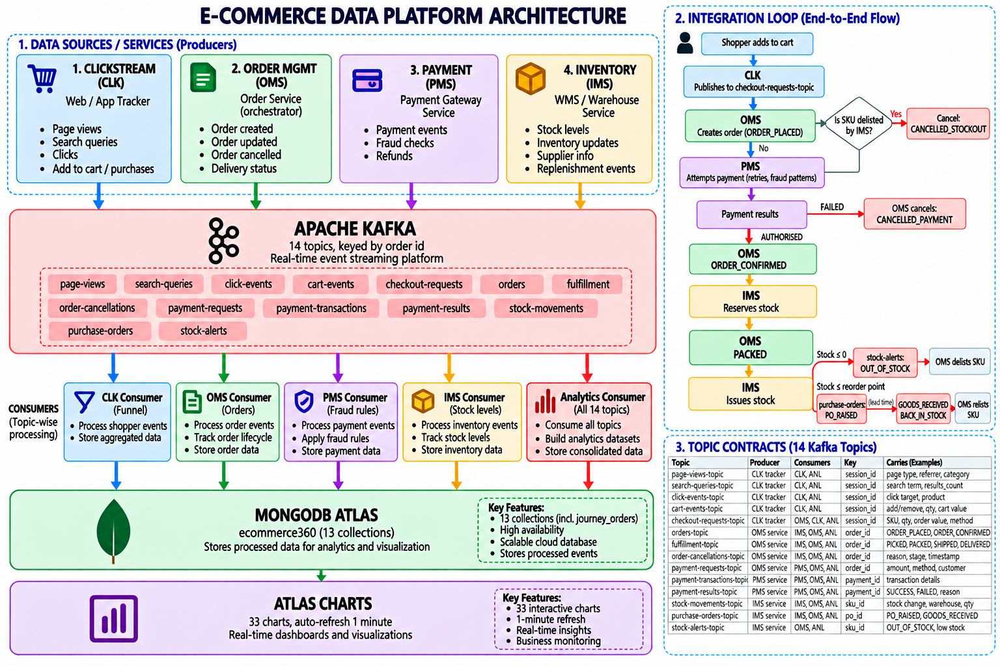 E-COMMERCE DATA PLATFORM ARCHITECTURE
1. DATA SOURCES / SERVICES (Producers)
1. CLICKSTREAM
(CLK)
Web / App Tracker
• Page views
• Search queries
• Clicks
• Add to cart / purchases
2. ORDER MGMT
(OMS)
Order Service
(orchestrator)
• Order created
• Order updated
• Order cancelled
• Delivery status
3. PAYMENT
(PMS)
Payment Gateway
Service
• Payment events
• Fraud checks
• Refunds
4. INVENTORY
(IMS)
WMS / Warehouse
Service
• Stock levels
• Inventory updates
• Supplier info
• Replenishment events
APACHE KAFKA
14 topics, keyed by order id
Real-time event streaming platform
page-views search-queries click-events cart-events checkout-requests orders fulfillment
order-cancellations payment-requests payment-transactions payment-results stock-movements
purchase-orders stock-alerts
CONSUMERS
(Topic-wise
processing)
CLK Consumer
(Funnel)
• Process shopper events
• Store aggregated data
OMS Consumer
(Orders)
• Process order events
• Track order lifecycle
• Store order data
PMS Consumer
(Fraud rules)
• Process payment events
• Apply fraud rules
• Store payment data
IMS Consumer
(Stock levels)
• Process inventory events
• Track stock levels
• Store inventory data
Analytics Consumer
(All 14 topics)
• Consume all topics
• Build analytics datasets
• Store consolidated data
MONGODB ATLAS
ecommerce360 (13 collections)
Stores processed data for analytics and visualization
Key Features:
• 13 collections (incl. journey_orders)
• High availability
• Scalable cloud database
• Stores processed events
ATLAS CHARTS
33 charts, auto-refresh 1 minute
Real-time dashboards and visualizations
Key Features:
• 33 interactive charts
• 1-minute refresh
• Real-time insights
• Business monitoring
2. INTEGRATION LOOP (End-to-End Flow)
Shopper adds to cart
CLK
Publishes to checkout-requests-topic
OMS
Creates order (ORDER_PLACED)
Is SKU delisted
by IMS?
Yes
Cancel:
CANCELLED_STOCKOUT
No
PMS
Attempts payment (retries, fraud patterns)
Payment results
FAILED
OMS cancels:
CANCELLED_PAYMENT
AUTHORISED
OMS
ORDER_CONFIRMED
IMS
Reserves stock
OMS
PACKED
IMS
Issues stock
Stock ≤ 0
stock-alerts:
OUT_OF_STOCK
OMS delists SKU
Stock ≤ reorder point
purchase-orders:
PO_RAISED
(lead time)
GOODS_RECEIVED
BACK_IN_STOCK
OMS relists
SKU
3. TOPIC CONTRACTS (14 Kafka Topics)
Topic Producer Consumers Key Carries (Examples)
page-views-topic CLK tracker CLK, ANL session_id page type, referrer, category
search-queries-topic CLK tracker CLK, ANL session_id search term, results_count
click-events-topic CLK tracker CLK, ANL session_id click target, product
cart-events-topic CLK tracker CLK, ANL session_id add/remove, qty, cart value
checkout-requests-topic CLK tracker OMS, CLK, ANL session_id SKU, qty, order value, method
orders-topic OMS service IMS, OMS, ANL order_id ORDER_PLACED, ORDER_CONFIRMED
fulfillment-topic OMS service IMS, OMS, ANL order_id PICKED, PACKED, SHIPPED, DELIVERED
order-cancellations-topic OMS service IMS, OMS, ANL order_id reason, stage, timestamp
payment-requests-topic OMS service PMS, OMS, ANL order_id amount, method, customer
payment-transactions-topic PMS service PMS, OMS, ANL payment_id transaction details
payment-results-topic PMS service PMS, OMS, ANL payment_id SUCCESS, FAILED, reason
stock-movements-topic IMS service IMS, OMS, ANL sku_id stock change, warehouse, qty
purchase-orders-topic IMS service IMS, OMS, ANL po_id PO_RAISED, GOODS_RECEIVED
stock-alerts-topic IMS service OMS, ANL sku_id OUT_OF_STOCK, low stock